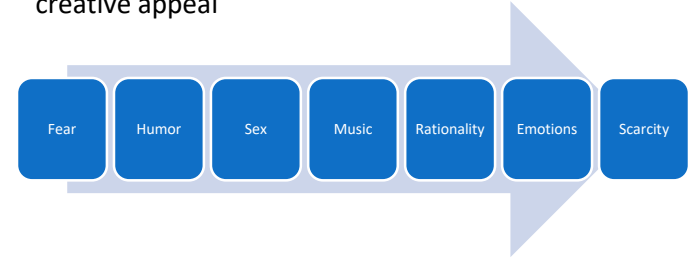 creative appeal
Fear
Humor
Sex
Music
Rationality
Emotions
Scarcity